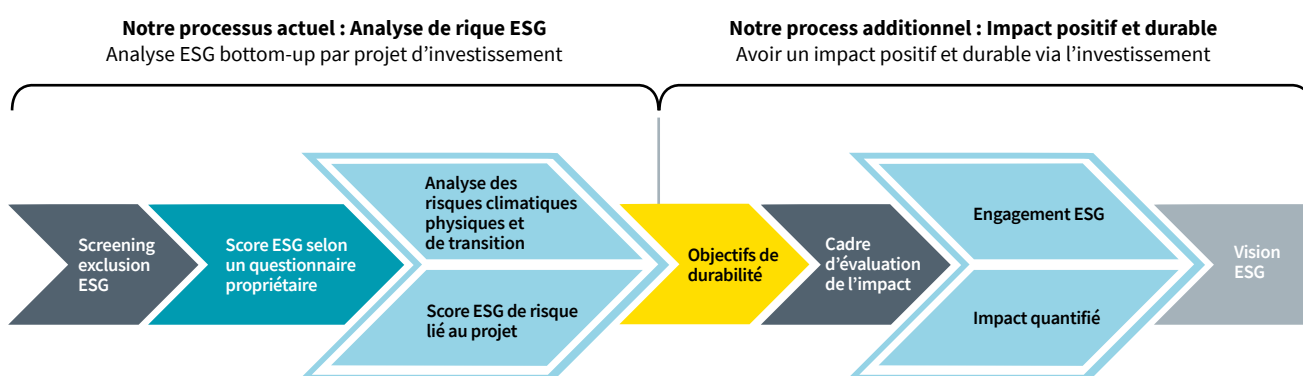 Notre processus actuel : Analyse de rique ESG
Analyse ESG bottom-up par projet d'investissement
Notre process additionnel : Impact positif et durable
Avoir un impact positif et durable via l'investissement
Screening
exclusion
ESG
Score ESG selon
un questionnaire
propriétaire
Analyse des
risques climatiques
physiques et
de transition
Score ESG de risque
lié au projet
Objectifs de
durabilité
Cadre
d'évaluation
de l'impact
Engagement ESG
Impact quantifié
Vision
ESG